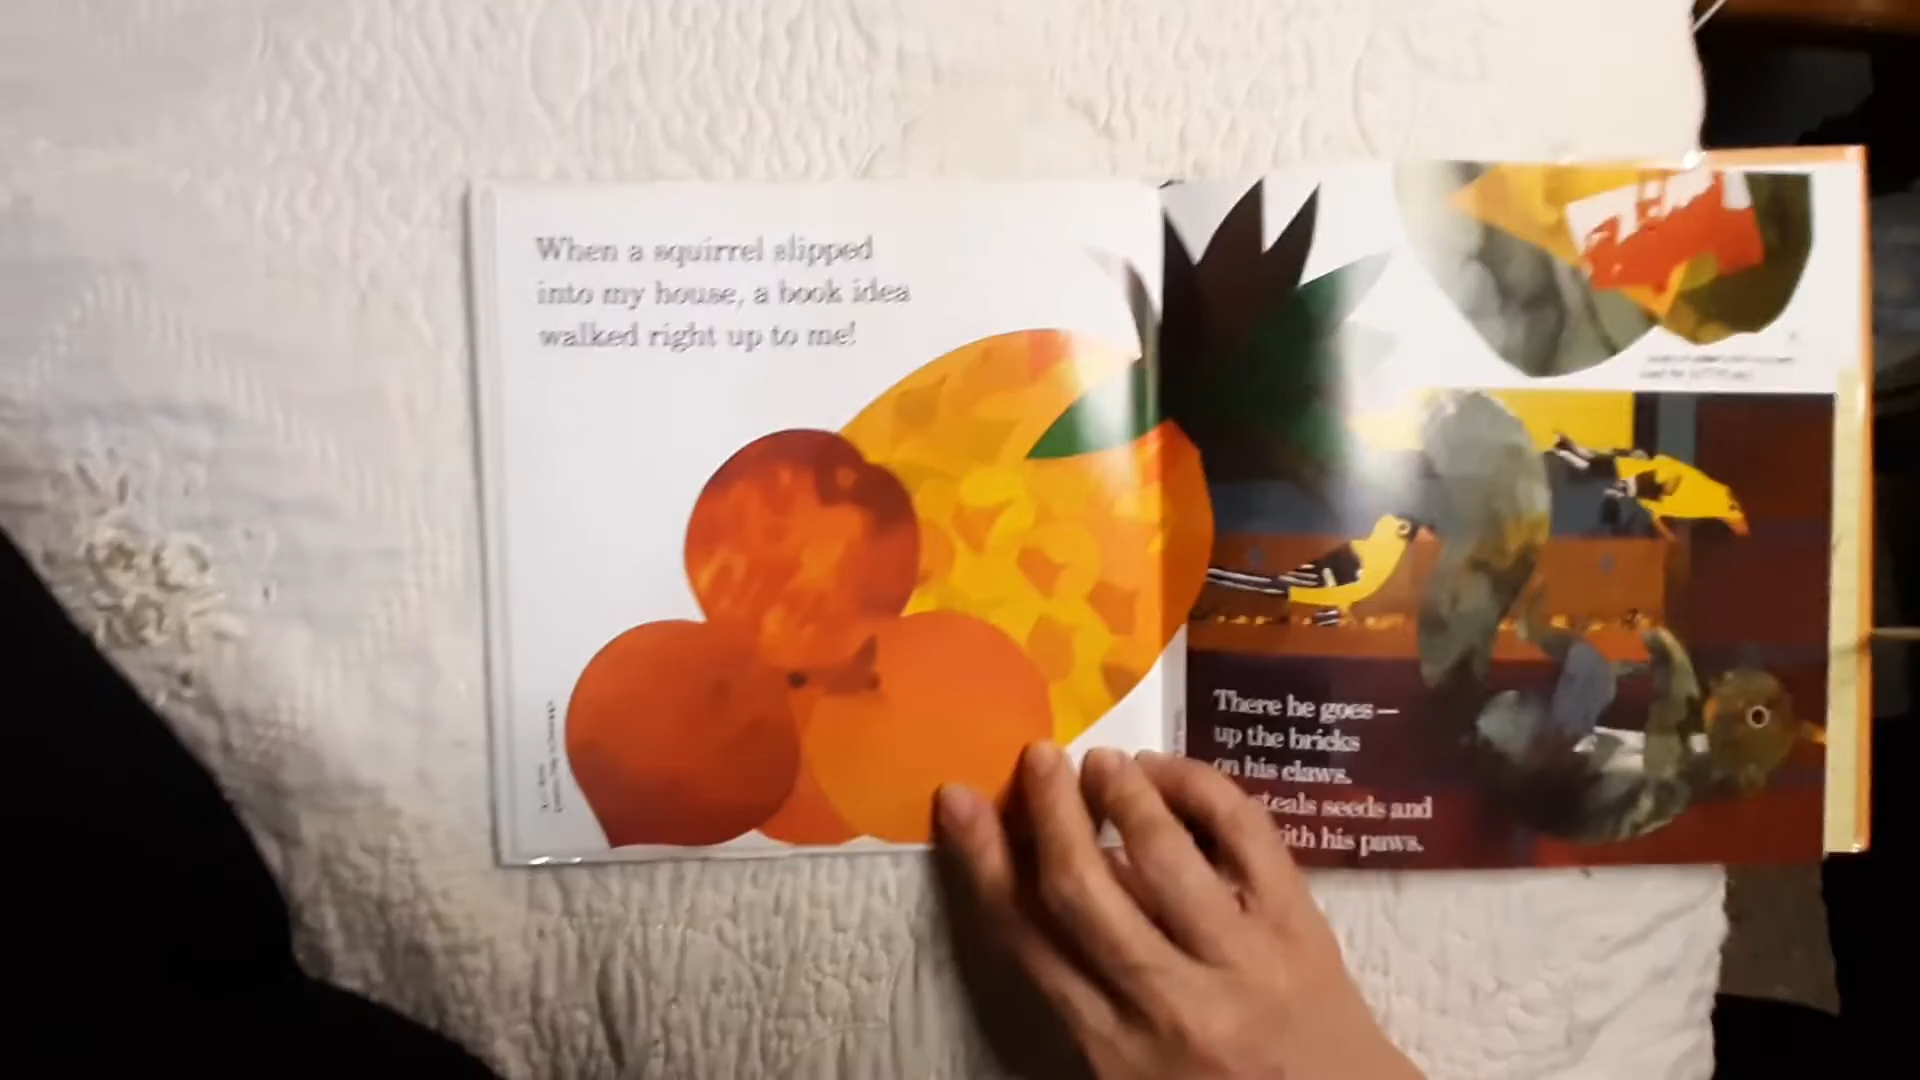 When a squirrel slipped
into my house, a book idea
walked right up to me!
There he goes—
up the bricks
on his claws.
steals seeds and
with his paws.